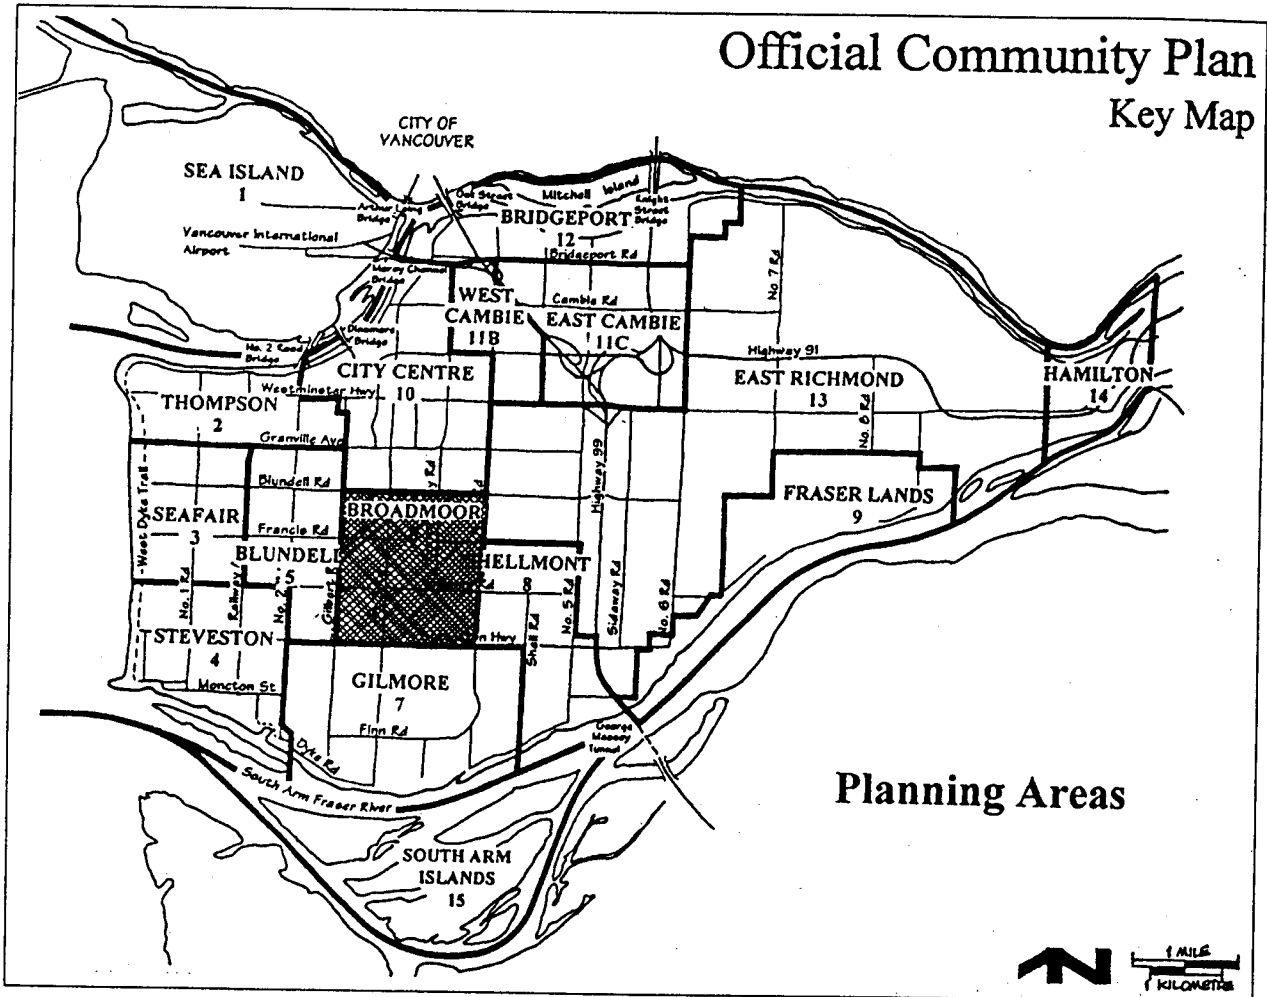 Official Community Plan
Key Map
CITY OF
VANCOUVER
SEA ISLAND
1
Arthur Laing
Bridge
Oak Street
Bridge
Mitchell Island
Knight
Street
Bridge
BRIDGEPORT
12
Bridgeport Rd
Vancouver International
Airport
Moray Channel
Bridge
No. 7 Rd
WEST
CAMBIE
11B
Cambie Rd
EAST CAMBIE
11C
Dinsmore
Bridge
No. 2 Road
Bridge
Highway 91
CITY CENTRE
10
EAST RICHMOND
13
HAMILTON
14
Westminster Hwy
THOMPSON
2
Granville Ave
No. 8 Rd
Highway 99
West Dyke Trail
Blundell Rd
y Rd
d
FRASER LANDS
9
SEAFAIR
3
BROADMOOR
Francis Rd
BLUNDELL
5
SHELLMONT
8
Rd
No. 1 Rd
Railway
No. 2
Gilbert R
No. 5 Rd
Sidaway Rd
No. 6 Rd
Shell Rd
STEVESTON
4
n Hwy
Moncton St
GILMORE
7
Finn Rd
Dyke Rd
George
Massey
Tunnel
South Arm Fraser River
Planning Areas
SOUTH ARM
ISLANDS
15
N
1 MILE
1 KILOMETRE